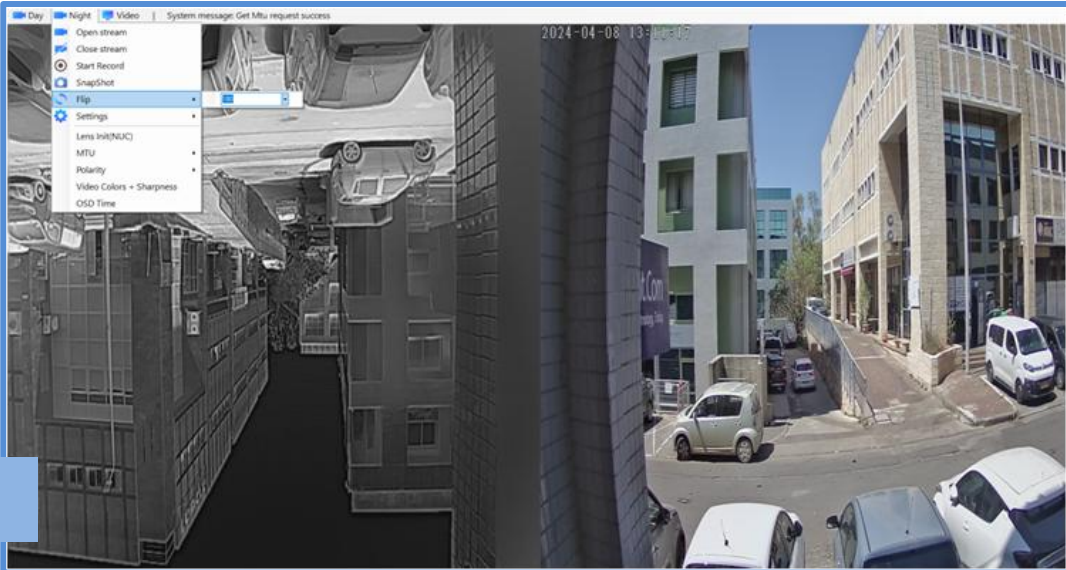 Day Night Video | System message: Get Mtu request success
Open stream
Close stream
Start Record
SnapShot
Flip
Settings
Lens Init(NUC)
MTU
Polarity
Video Colors + Sharpness
OSD Time
2024-04-08 13: